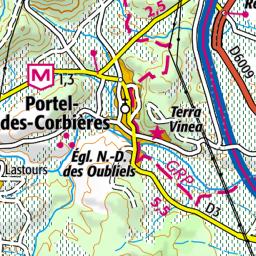 2.5
D6009
M
1,3
Portel-
-des-Corbières
Terra
Vinea
Égl. N.-D.
des Oubliels
Lastours
GRP
5,5
D3